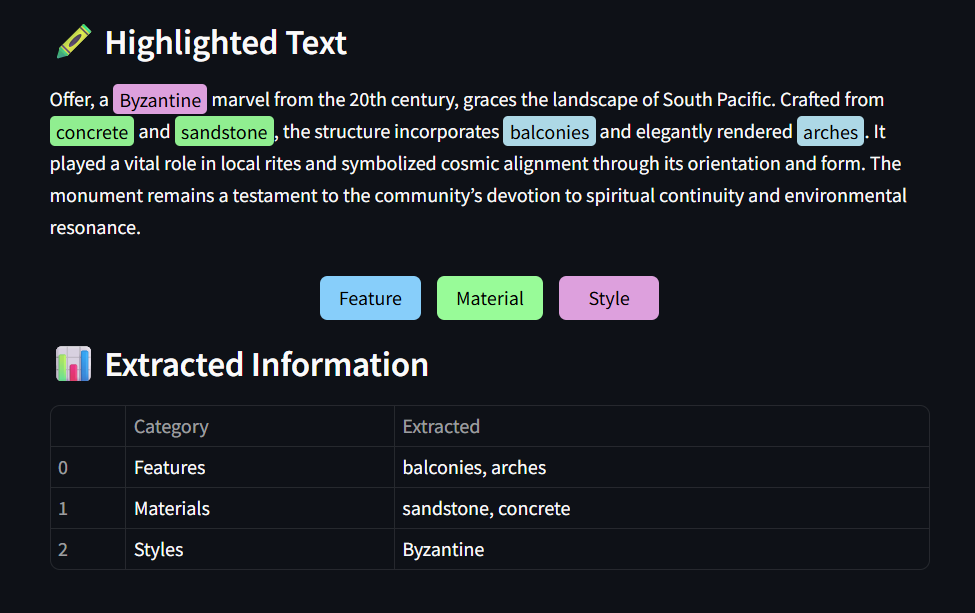 Highlighted Text
Offer, a Byzantine marvel from the 20th century, graces the landscape of South Pacific. Crafted from
concrete and sandstone, the structure incorporates balconies and elegantly rendered arches. It
played a vital role in local rites and symbolized cosmic alignment through its orientation and form. The
monument remains a testament to the community’s devotion to spiritual continuity and environmental
resonance.
Feature Material Style
Extracted Information
Category Extracted
0 Features balconies, arches
1 Materials sandstone, concrete
2 Styles Byzantine